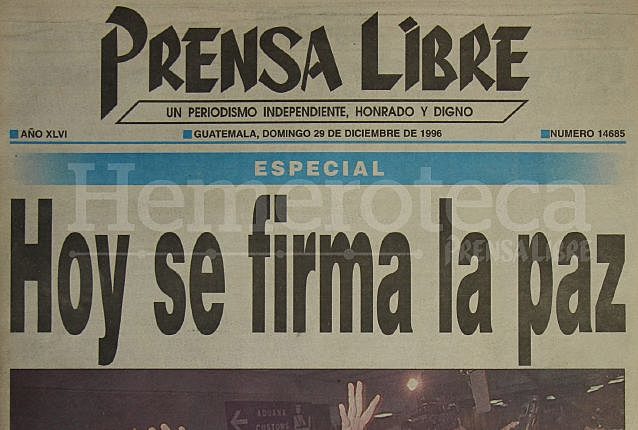 PRENSA LIBRE
UN PERIODISMO INDEPENDIENTE, HONRADO Y DIGNO
AÑO XLVI
GUATEMALA, DOMINGO 29 DE DICIEMBRE DE 1996
NUMERO 14685
ESPECIAL
Hemeroteca
PRENSA LIBRE
Hoy se firma la paz
ADUANA
CUSTOMS